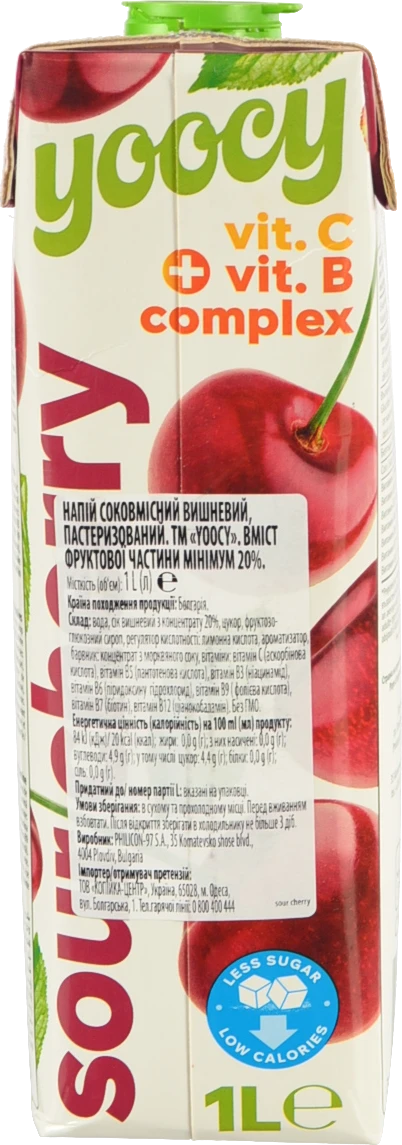 yoocy
vit. C
+ vit. B
complex
sour cherry
НАПІЙ СОКОВМІСНИЙ ВИШНЕВИЙ,
ПАСТЕРИЗОВАНИЙ. ТМ «YOOCY». ВМІСТ
ФРУКТОВОЇ ЧАСТИНИ МІНІМУМ 20%.
Місткість (об'єм): 1 L (л) ℮
Країна походження продукції: Болгарія.
Склад: вода, сік вишневий з концентрату 20%, цукор, фруктово-
глюкозний сироп, регулятор кислотності: лимонна кислота, ароматизатор,
барвник: концентрат з моркв'яного соку, вітаміни: вітамін С (аскорбінова
кислота), вітамін В5 (пантотенова кислота), вітамін В3 (ніацинамід),
вітамін В6 (піридоксину гідрохлорид), вітамін В9 (фолієва кислота),
вітамін В7 (біотин), вітамін В12 (ціанокобаламін). Без ГМО.
Енергетична цінність (калорійність) на 100 ml (мл) продукту:
84 kJ (кДж)/ 20 kcal (ккал); жири: 0,0 g (г); з них насичені: 0,0 g (г);
вуглеводи: 4,9 g (г); у тому числі цукор: 4,4 g (г); білки: 0,0 g (г);
сіль: 0,0 g (г).
Придатний до/ номер партії L: вказані на упаковці.
Умови зберігання: в сухому та прохолодному місці. Перед вживанням
збовтати. Після відкриття зберігати в холодильнику не більше 3 діб.
Виробник: PHILICON-97 S.A., 35 Komatevsko shose blvd.,
4004 Plovdiv, Bulgaria
Імпортер/отримувач претензій:
ТОВ «КОПІЙКА-ЦЕНТР», Україна, 65028, м. Одеса,
вул. Болгарська, 1. Тел.гарячої лінії: 0 800 400 444
sour cherry
LESS SUGAR
LOW CALORIES
1L℮